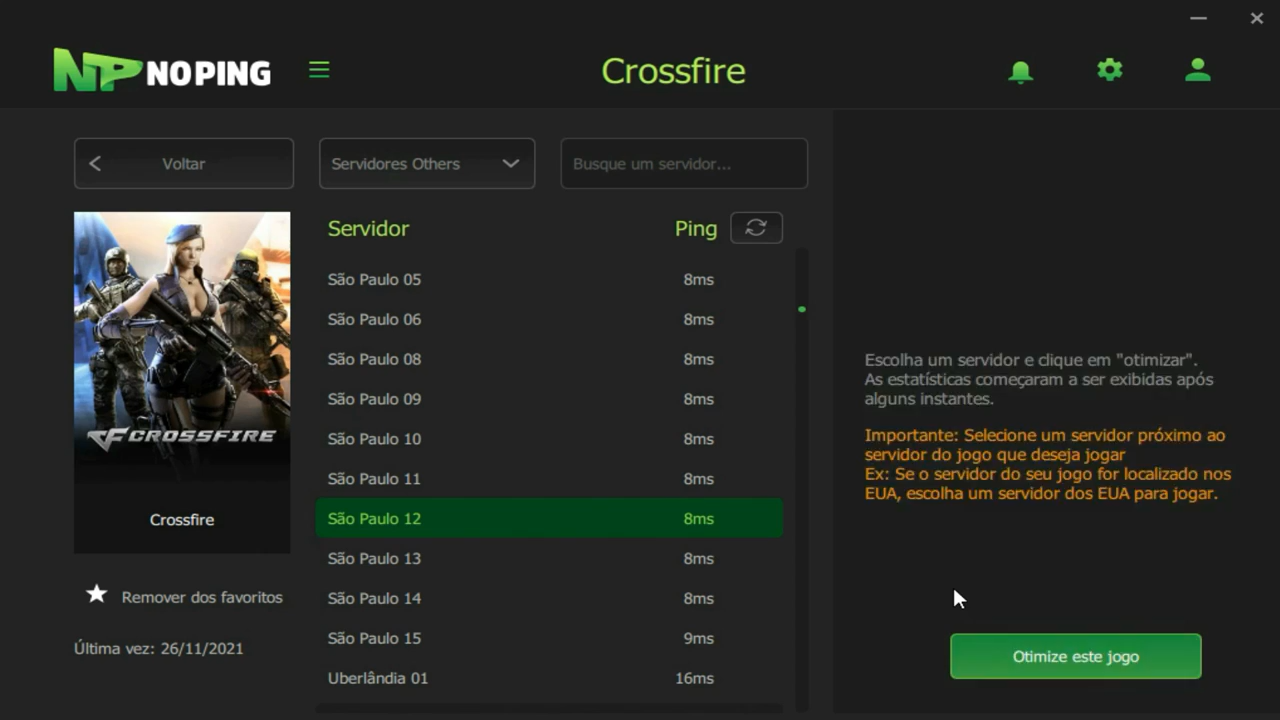 NP NOPING
Crossfire
Voltar
Servidores Others
Busque um servidor...
Servidor Ping
São Paulo 05 8ms
São Paulo 06 8ms
São Paulo 08 8ms
São Paulo 09 8ms
São Paulo 10 8ms
São Paulo 11 8ms
São Paulo 12 8ms
São Paulo 13 8ms
São Paulo 14 8ms
São Paulo 15 9ms
Uberlândia 01 16ms
CF CROSSFIRE
Crossfire
Remover dos favoritos
Última vez: 26/11/2021
Escolha um servidor e clique em "otimizar".
As estatísticas começaram a ser exibidas após
alguns instantes.
Importante: Selecione um servidor próximo ao
servidor do jogo que deseja jogar
Ex: Se o servidor do seu jogo for localizado nos
EUA, escolha um servidor dos EUA para jogar.
Otimize este jogo